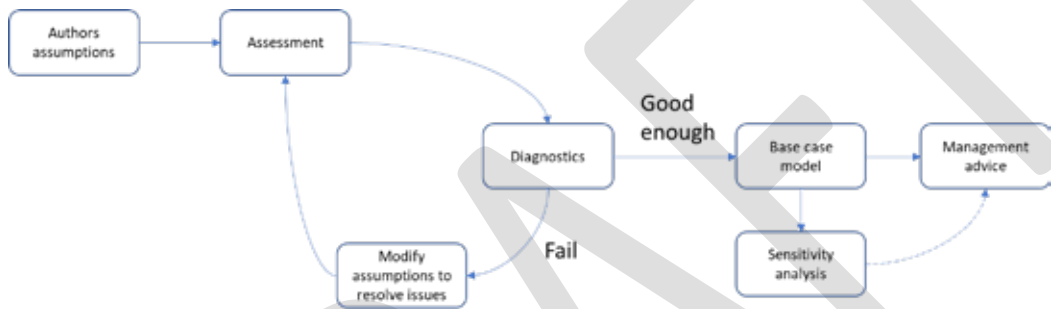 Authors
assumptions
Assessment
Diagnostics
Good
enough
Base case
model
Management
advice
Fail
Modify
assumptions to
resolve issues
Sensitivity
analysis